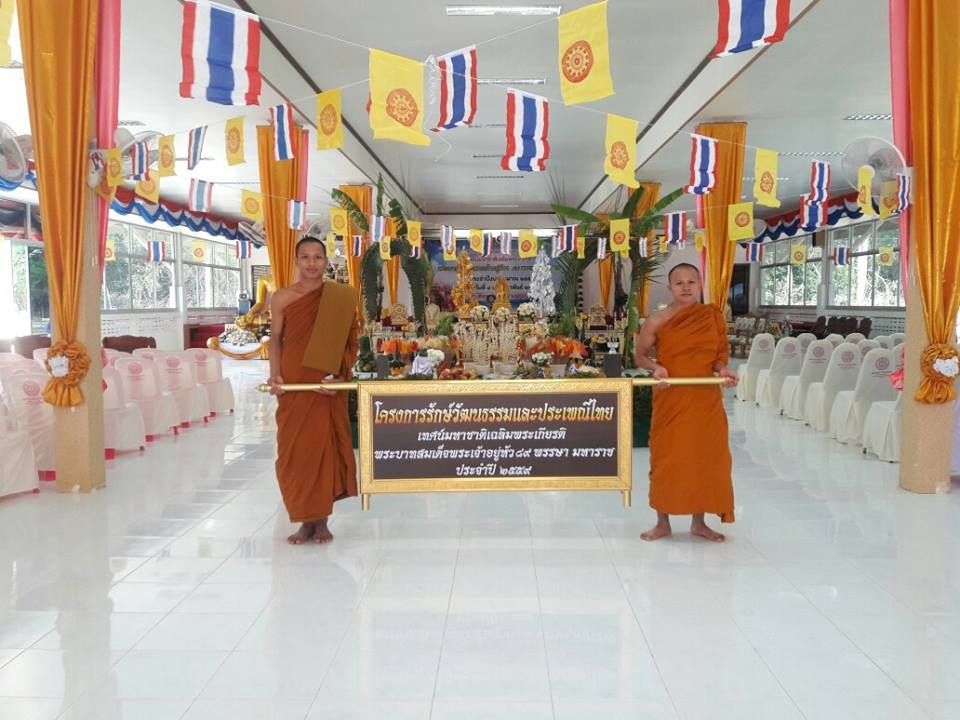 โครงการรักษ์วัฒนธรรมและประเพณีไทย
เทศน์มหาชาติเฉลิมพระเกียรติ
พระบาทสมเด็จพระเจ้าอยู่หัว ๘๙ พรรษา มหาราช
ประจำปี ๒๕๕๙